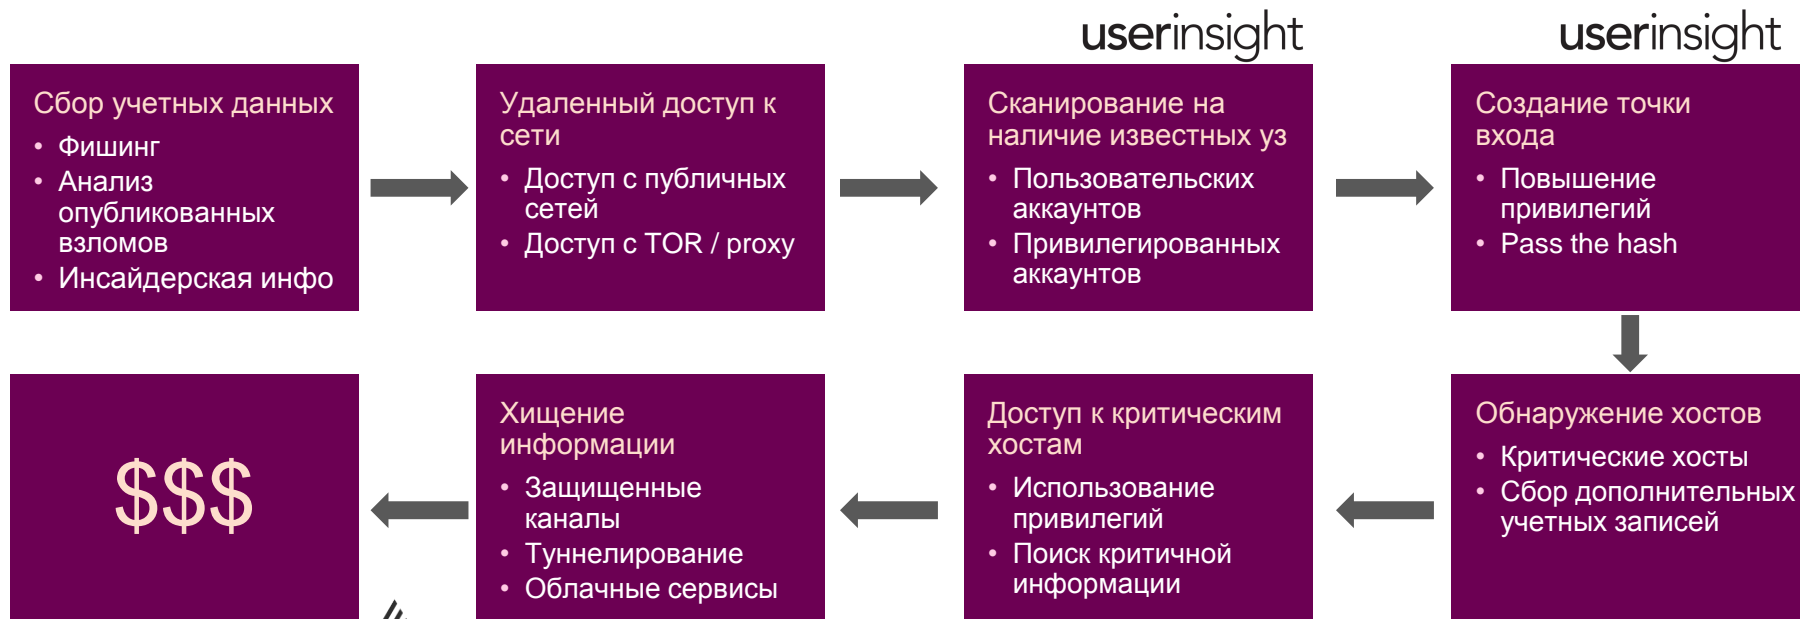 userinsight
userinsight
Сбор учетных данных
• Фишинг
• Анализ
опубликованных
взломов
• Инсайдерская инфо
Удаленный доступ к
сети
• Доступ с публичных
сетей
• Доступ с TOR / proxy
Сканирование на
наличие известных уз
• Пользовательских
аккаунтов
• Привилегированных
аккаунтов
Создание точки
входа
• Повышение
привилегий
• Pass the hash
Обнаружение хостов
• Критические хосты
• Сбор дополнительных
учетных записей
Доступ к критическим
хостам
• Использование
привилегий
• Поиск критичной
информации
Хищение
информации
• Защищенные
каналы
• Туннелирование
• Облачные сервисы
$$$